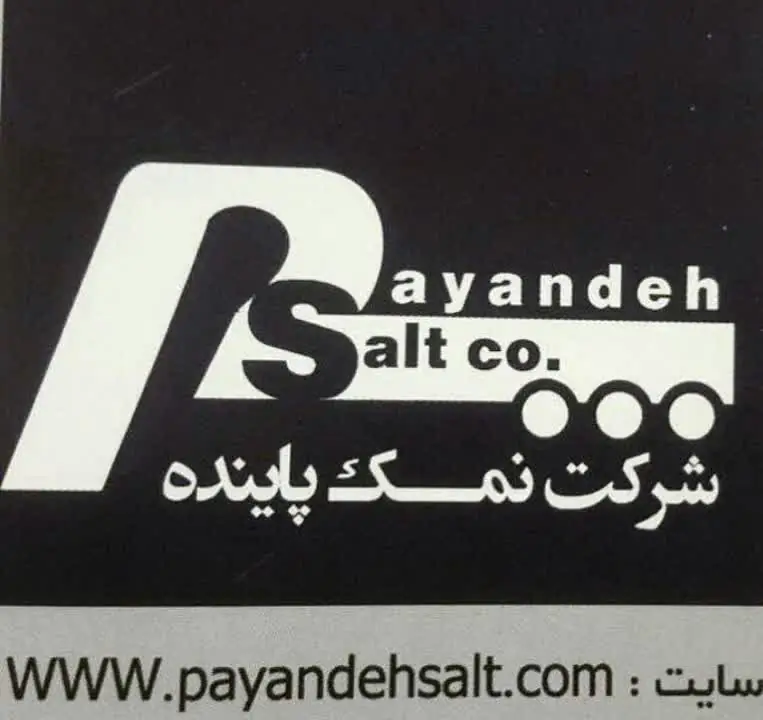 Payandeh
Salt co.
شرکت نمک پاینده
سایت : WWW.payandehsalt.com